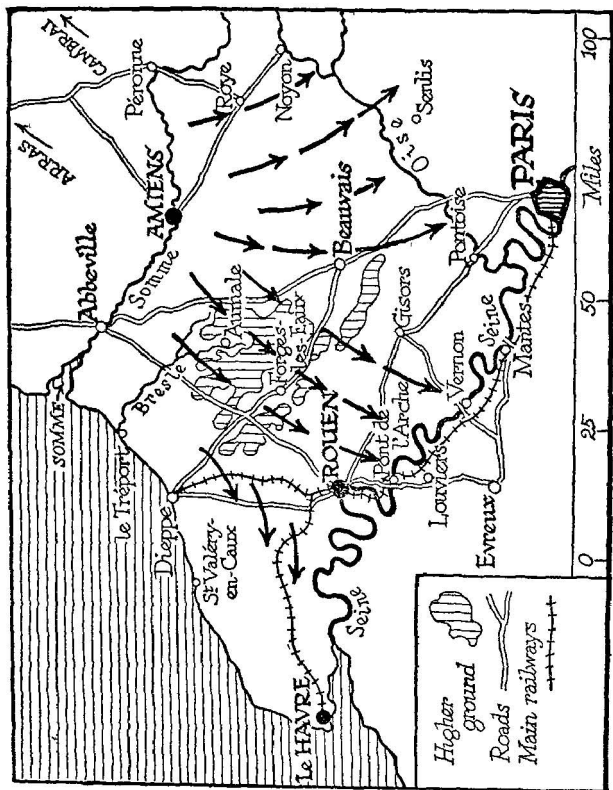 CAMBRAI
ARRAS
Péronne
Roye
Noyon
AMIENS
Abbeville
Somme
SOMME
Bresle
le Tréport
Dieppe
St Valéry-
en-Caux
Aumale
Forges-
les-Eaux
Beauvais
Oise
Senlis
Pontoise
PARIS
Gisors
ROUEN
Pont de
l'Arche
Vernon
Seine
Mantes
Louviers
Evreux
Le HAVRE
Seine
Higher
ground
Roads
Main railways
0 25 50 Miles 100